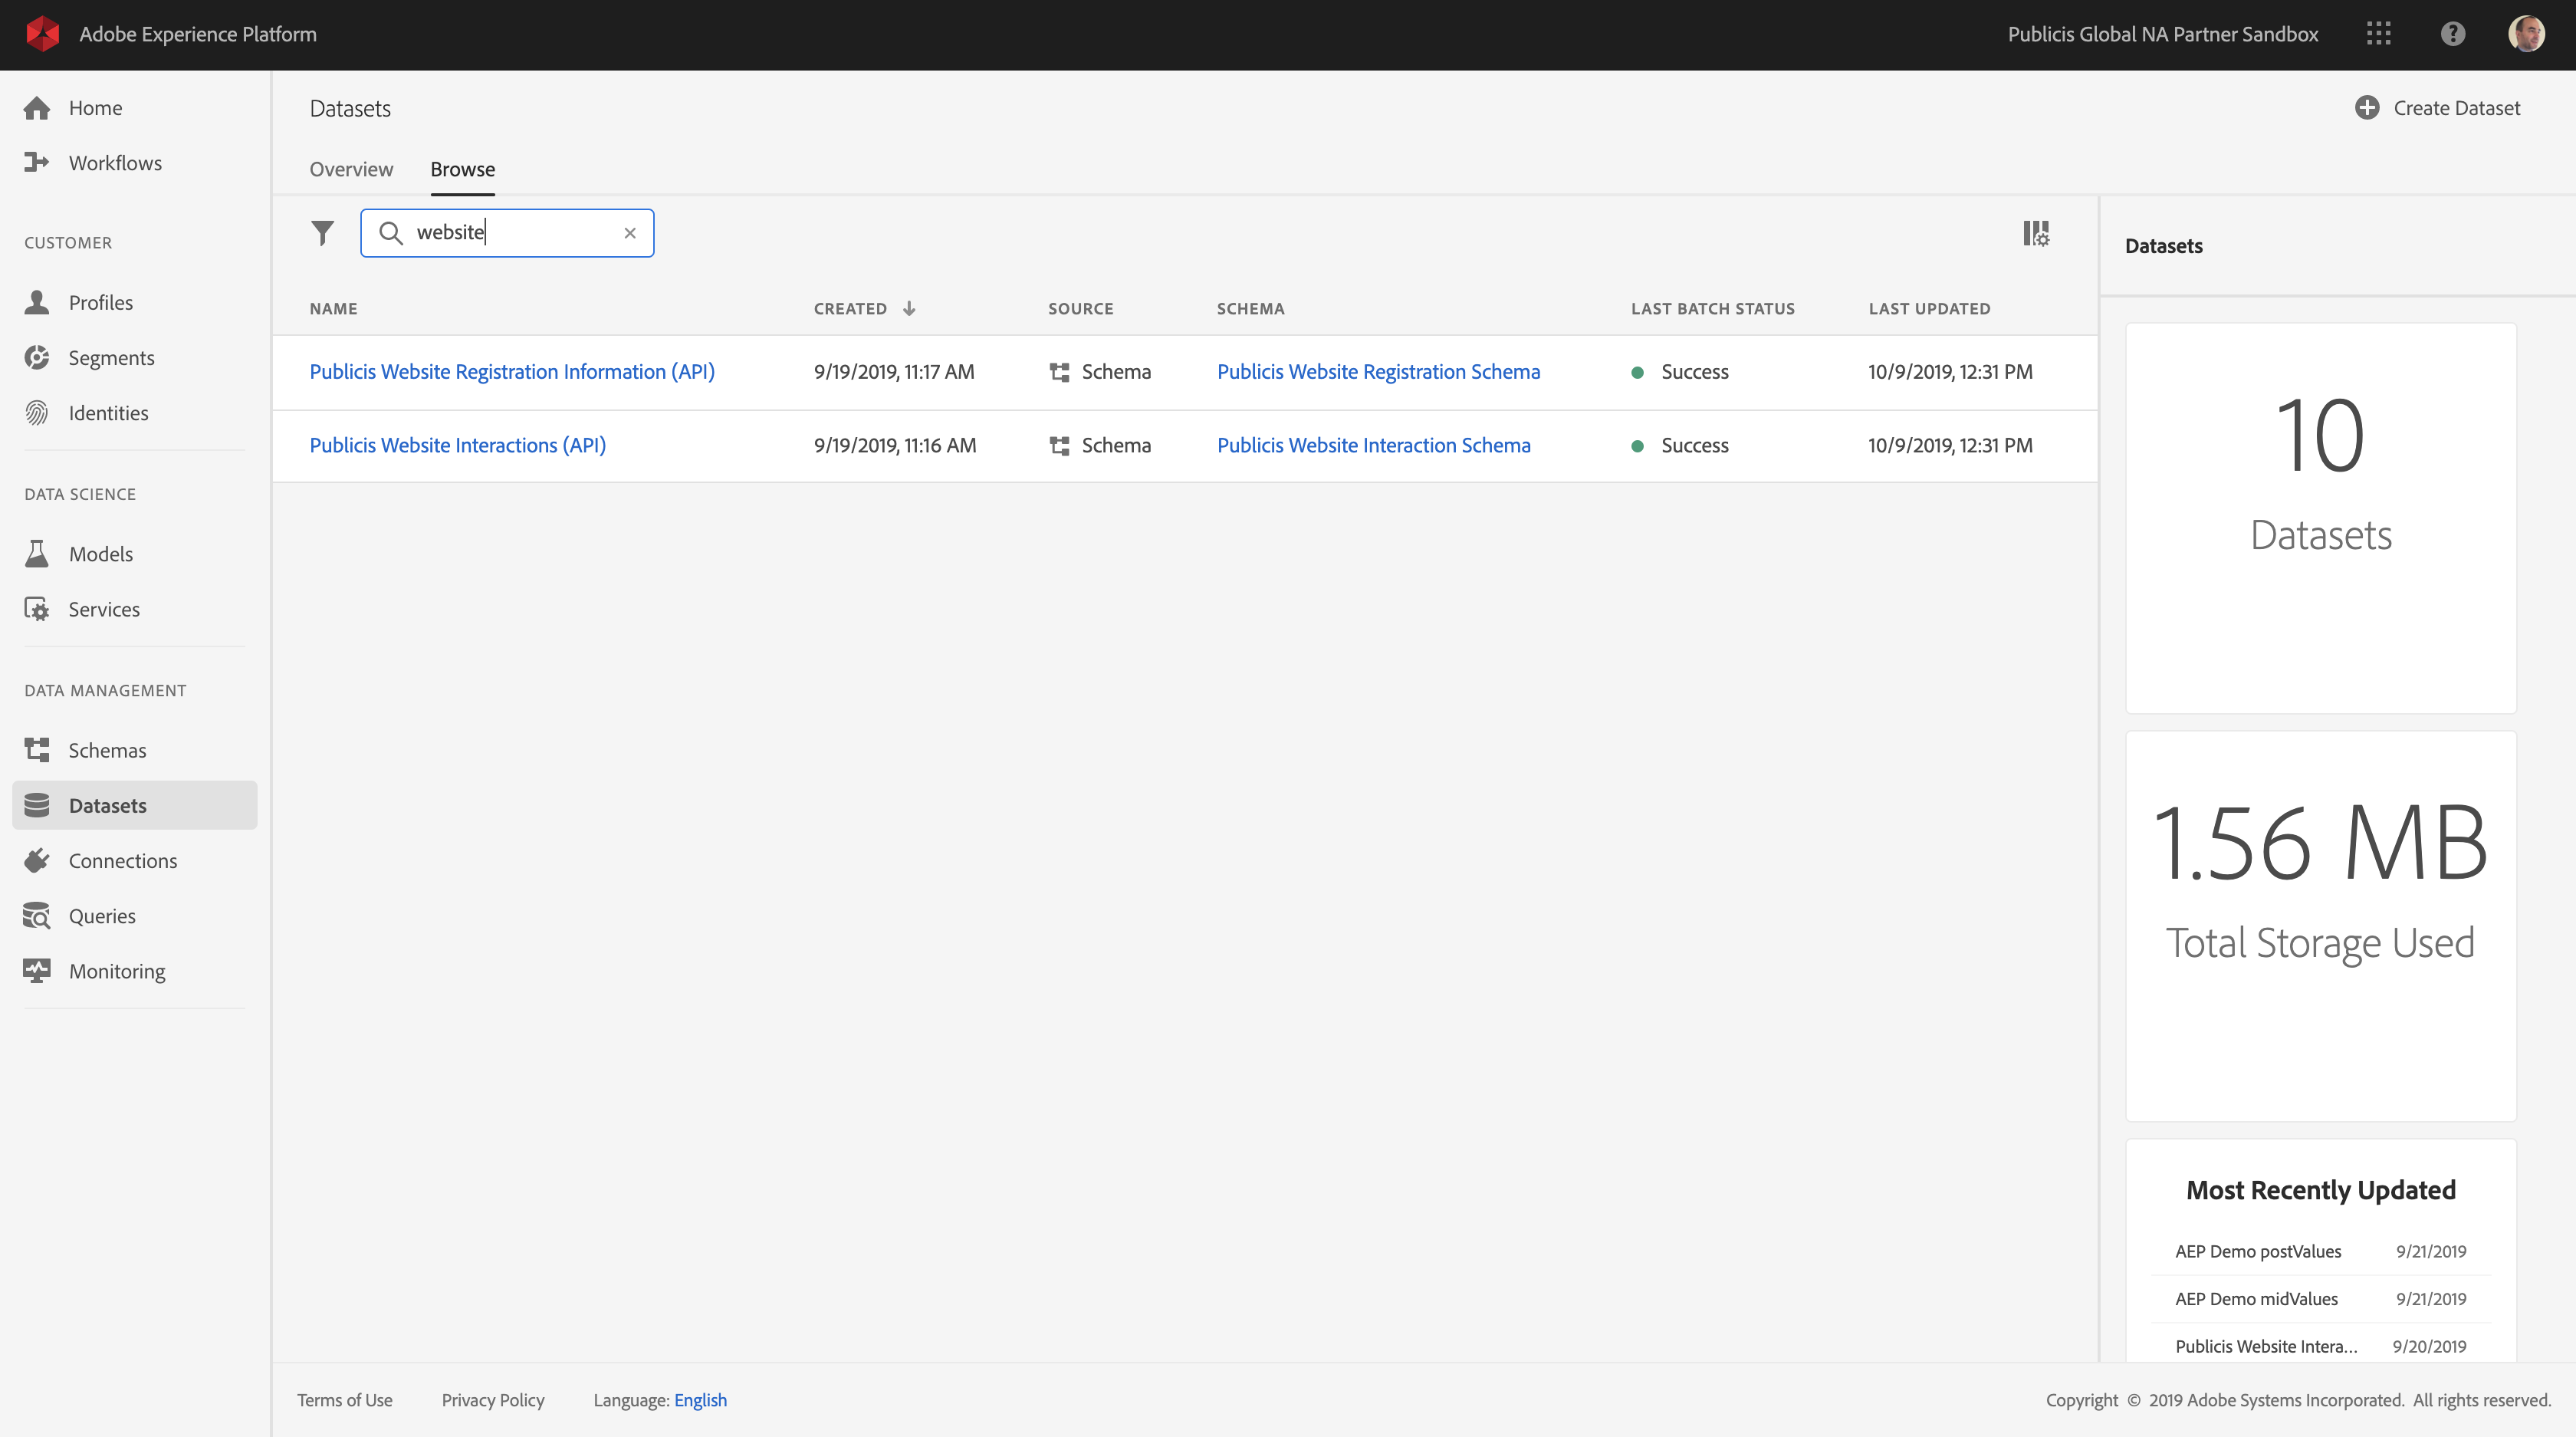 Adobe Experience Platform
Publicis Global NA Partner Sandbox
Home
Workflows
CUSTOMER
Profiles
Segments
Identities
DATA SCIENCE
Models
Services
DATA MANAGEMENT
Schemas
Datasets
Connections
Queries
Monitoring
Datasets
Create Dataset
Overview Browse
website
NAME CREATED SOURCE SCHEMA LAST BATCH STATUS LAST UPDATED
Publicis Website Registration Information (API) 9/19/2019, 11:17 AM Schema Publicis Website Registration Schema Success 10/9/2019, 12:31 PM
Publicis Website Interactions (API) 9/19/2019, 11:16 AM Schema Publicis Website Interaction Schema Success 10/9/2019, 12:31 PM
Datasets
10
Datasets
1.56 MB
Total Storage Used
Most Recently Updated
AEP Demo postValues 9/21/2019
AEP Demo midValues 9/21/2019
Publicis Website Intera... 9/20/2019
Terms of Use Privacy Policy Language: English
Copyright © 2019 Adobe Systems Incorporated. All rights reserved.